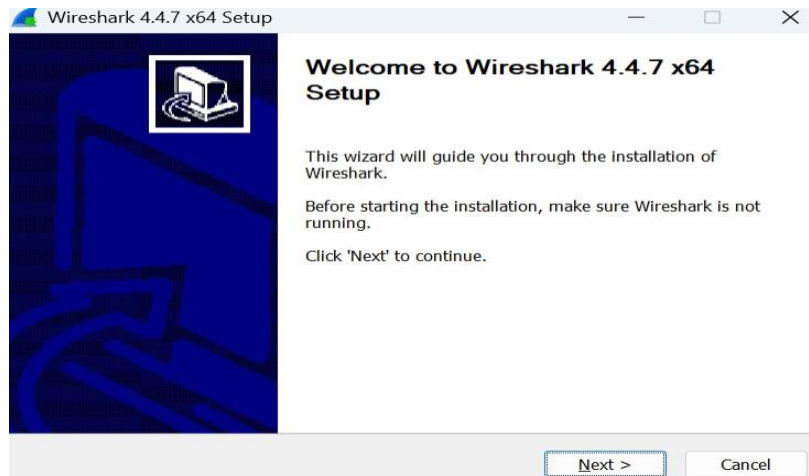 Wireshark 4.4.7 x64 Setup
Welcome to Wireshark 4.4.7 x64
Setup
This wizard will guide you through the installation of
Wireshark.
Before starting the installation, make sure Wireshark is not
running.
Click 'Next' to continue.
Next >
Cancel